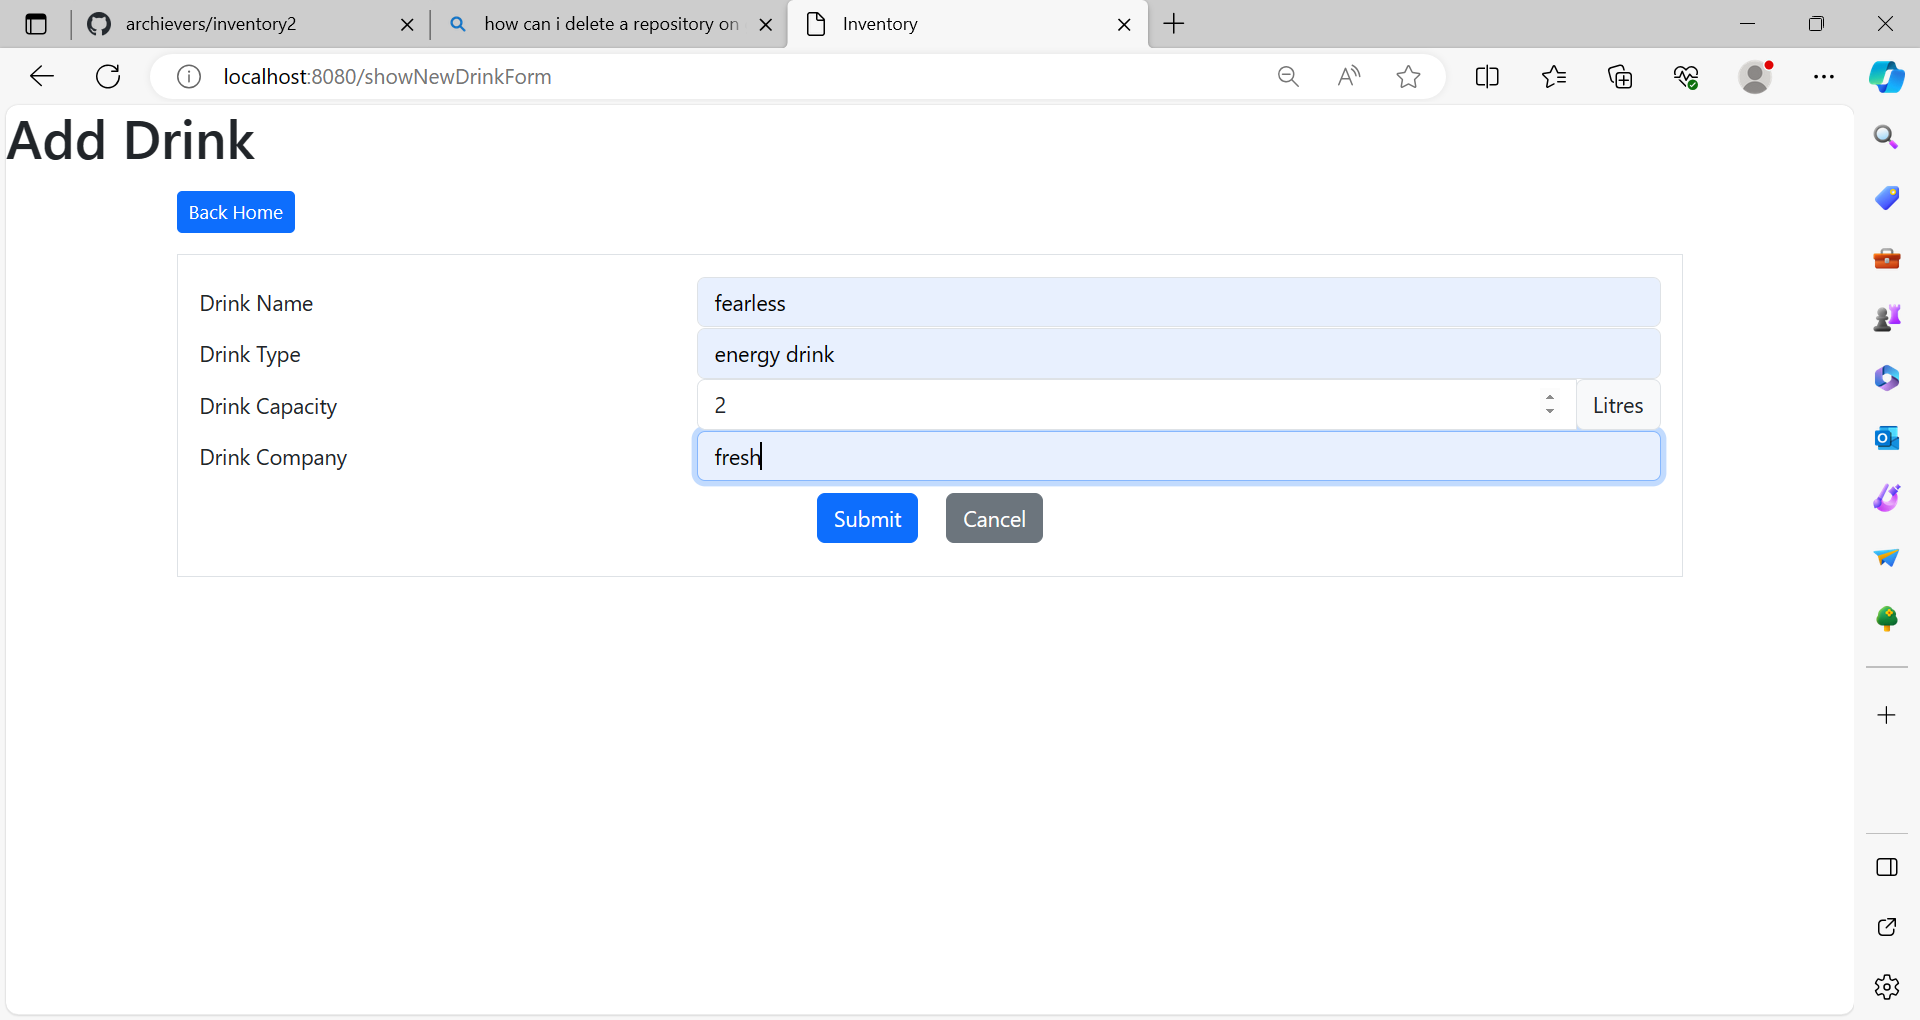 archievers/inventory2
how can i delete a repository on
Inventory
localhost:8080/showNewDrinkForm
Add Drink
Back Home
Drink Name fearless
Drink Type energy drink
Drink Capacity 2 Litres
Drink Company fresh
Submit Cancel